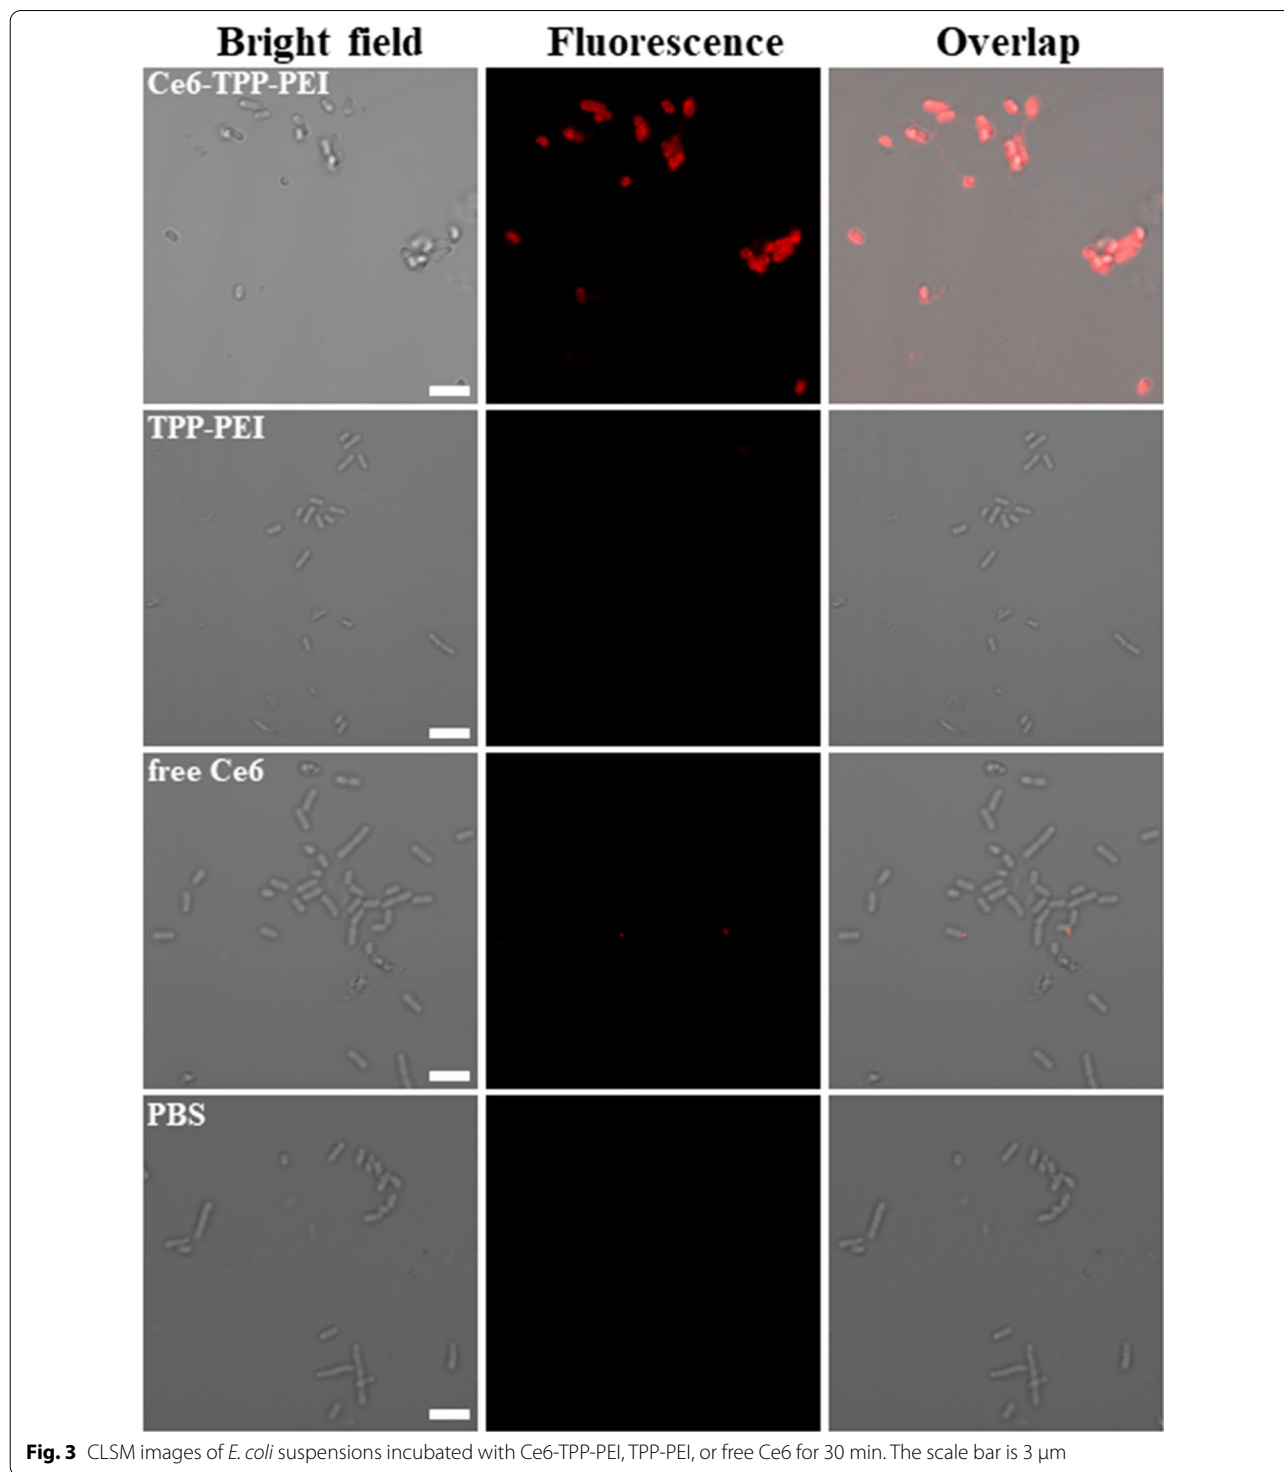 Bright field Fluorescence Overlap
Ce6-TPP-PEI
TPP-PEI
free Ce6
PBS
Fig. 3 CLSM images of E. coli suspensions incubated with Ce6-TPP-PEI, TPP-PEI, or free Ce6 for 30 min. The scale bar is 3 μm